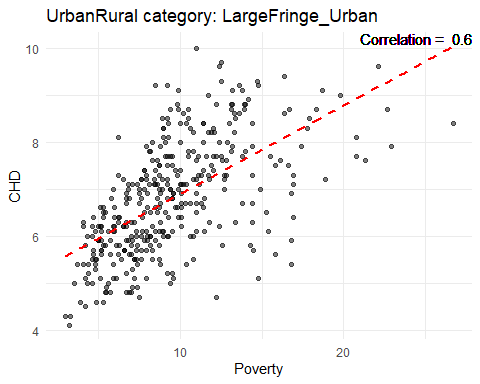 UrbanRural category: LargeFringe_Urban
Correlation = 0.6
10
8
6
4
CHD
10
20
Poverty